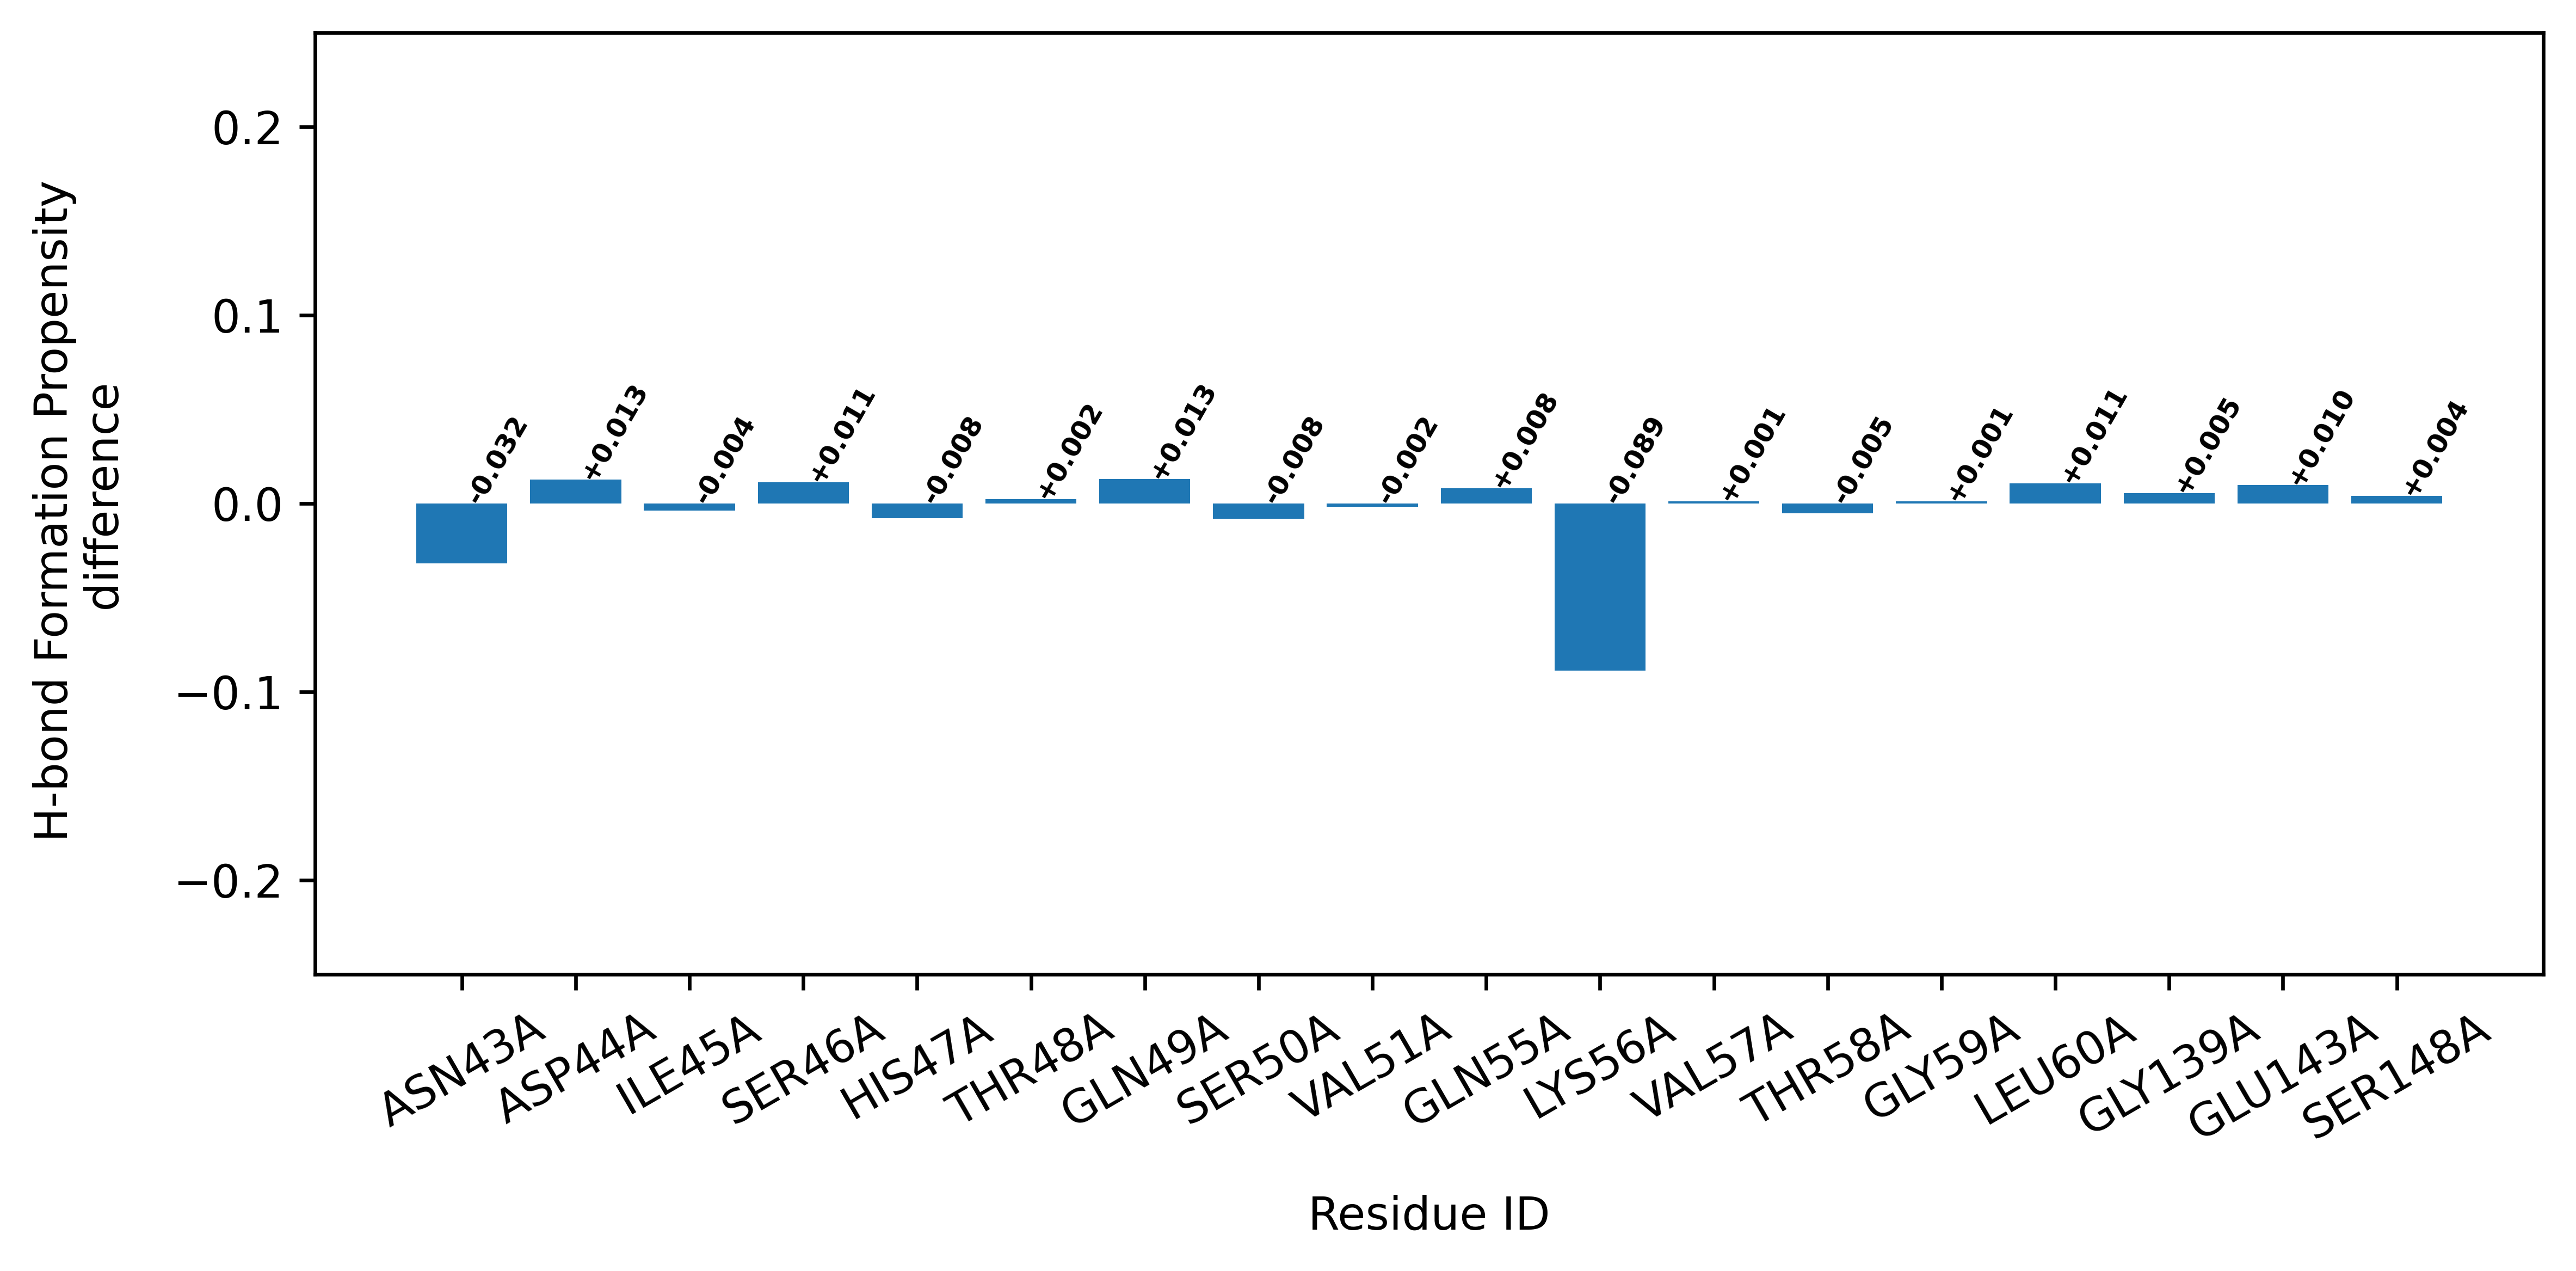 H-bond Formation Propensity
difference
0.2
0.1
0.0
−0.1
−0.2
-0.032
+0.013
-0.004
+0.011
-0.008
+0.002
+0.013
-0.008
-0.002
+0.008
-0.089
+0.001
-0.005
+0.001
+0.011
+0.005
+0.010
+0.004
ASN43A
ASP44A
ILE45A
SER46A
HIS47A
THR48A
GLN49A
SER50A
VAL51A
GLN55A
LYS56A
VAL57A
THR58A
GLY59A
LEU60A
GLY139A
GLU143A
SER148A
Residue ID